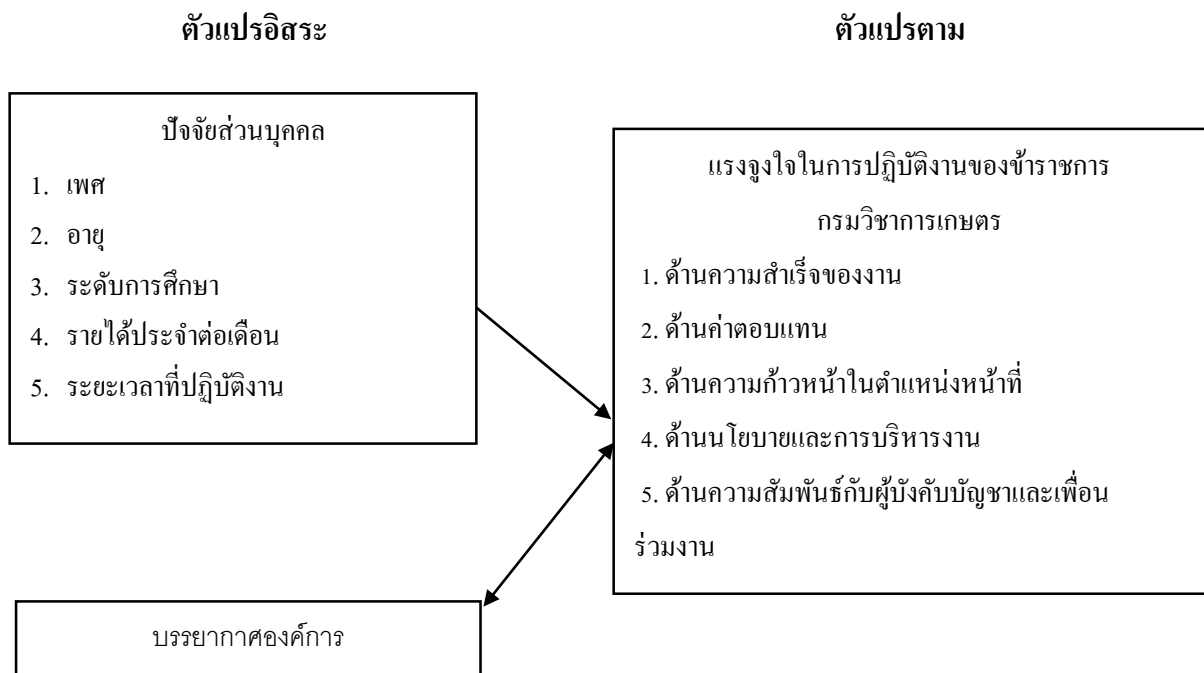 ตัวแปรอิสระ
ตัวแปรตาม
ปัจจัยส่วนบุคคล
1. เพศ
2. อายุ
3. ระดับการศึกษา
4. รายได้ประจำต่อเดือน
5. ระยะเวลาที่ปฏิบัติงาน
แรงจูงใจในการปฏิบัติงานของข้าราชการ
กรมวิชาการเกษตร
1. ด้านความสำเร็จของงาน
2. ด้านค่าตอบแทน
3. ด้านความก้าวหน้าในตำแหน่งหน้าที่
4. ด้านนโยบายและการบริหารงาน
5. ด้านความสัมพันธ์กับผู้บังคับบัญชาและเพื่อน
ร่วมงาน
บรรยากาศองค์การ